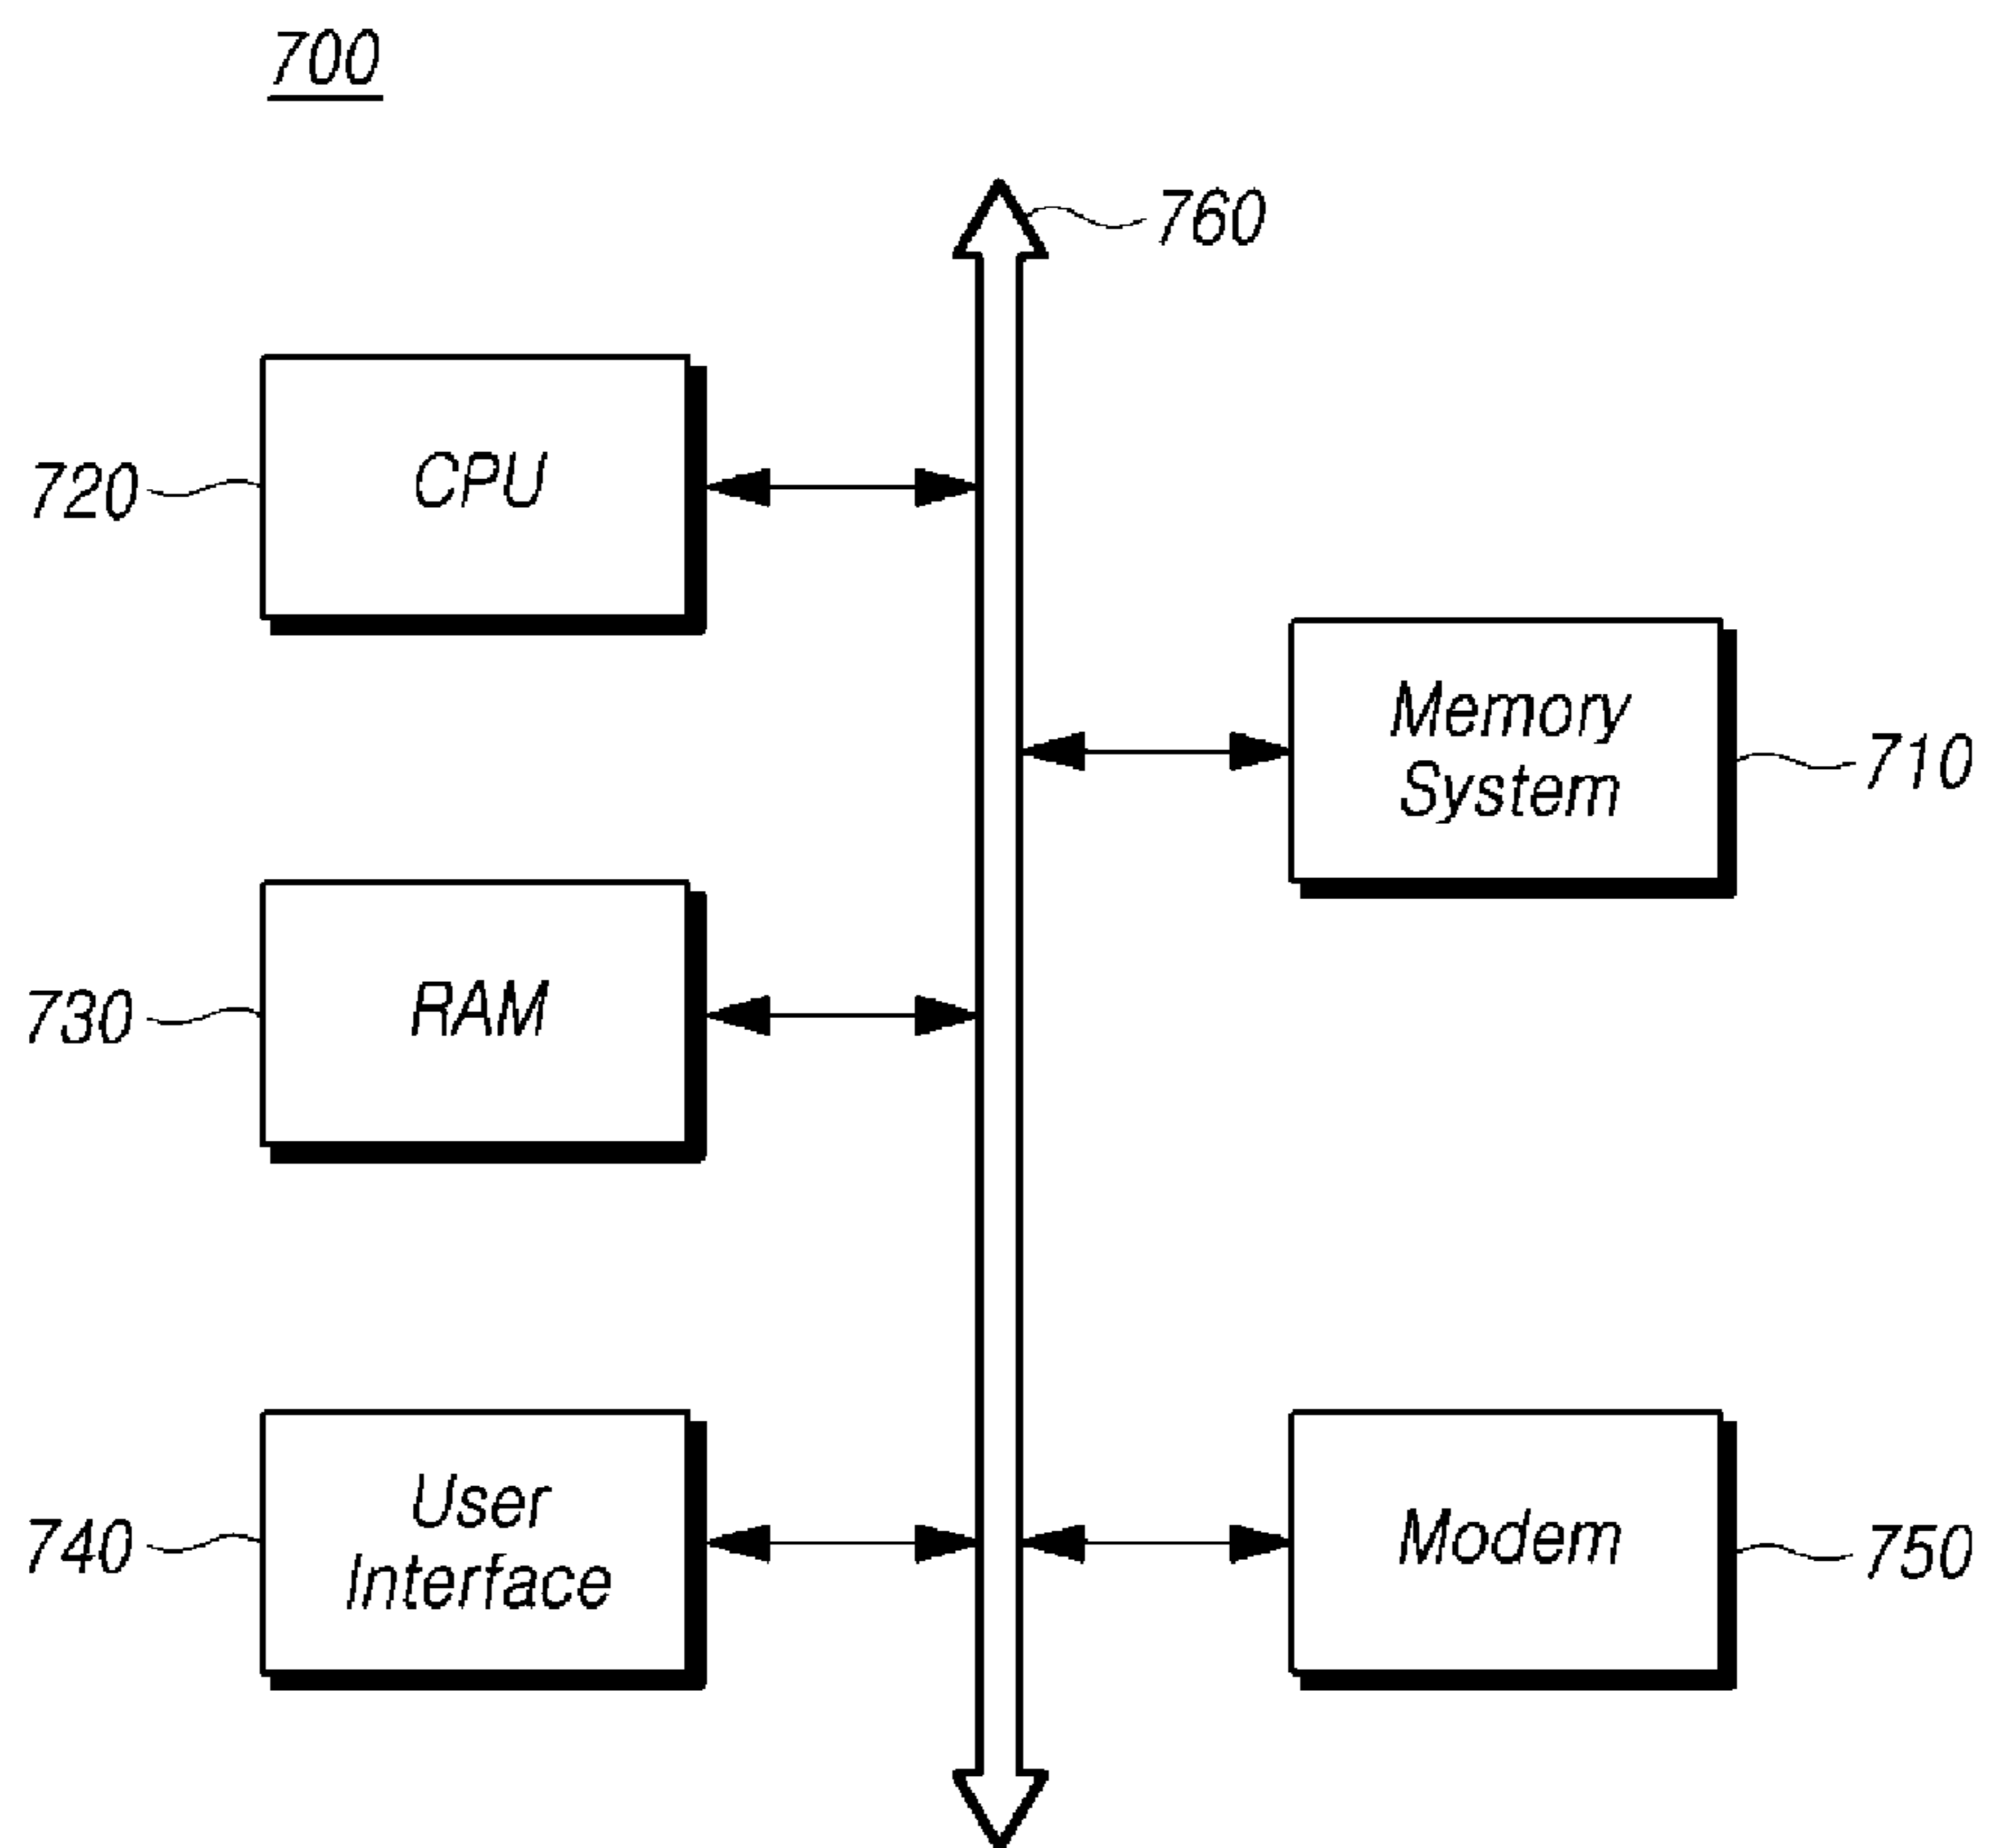 700
760
CPU
720
Memory
System
710
RAM
730
User
Interface
740
Modem
750